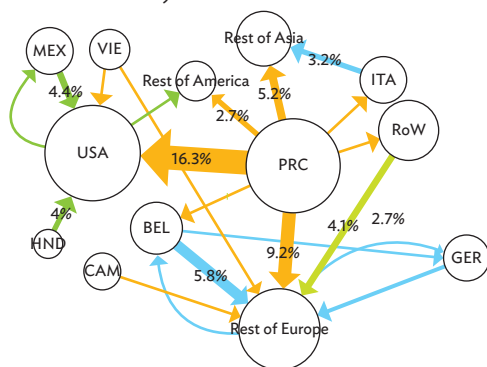 MEX
VIE
Rest of Asia
3.2%
ITA
4.4%
Rest of America
5.2%
2.7%
RoW
USA
16.3%
PRC
4%
HND
BEL
4.1%
2.7%
9.2%
GER
CAM
5.8%
Rest of Europe